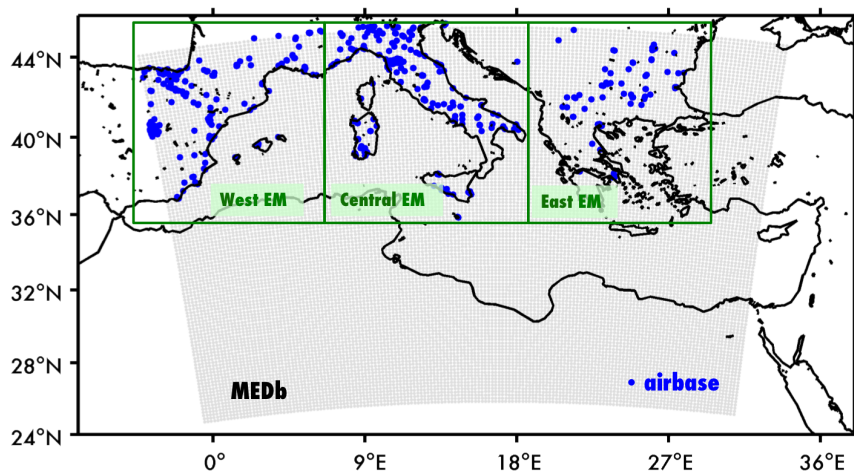 44°N
40°N
36°N
32°N
28°N
24°N
West EM
Central EM
East EM
MEDb
airbase
0°
9°E
18°E
27°E
36°E